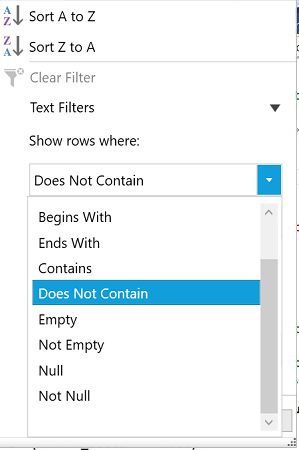 A
Z
Sort A to Z
Z
A
Sort Z to A
Clear Filter
Text Filters
Show rows where:
Does Not Contain
Begins With
Ends With
Contains
Does Not Contain
Empty
Not Empty
Null
Not Null